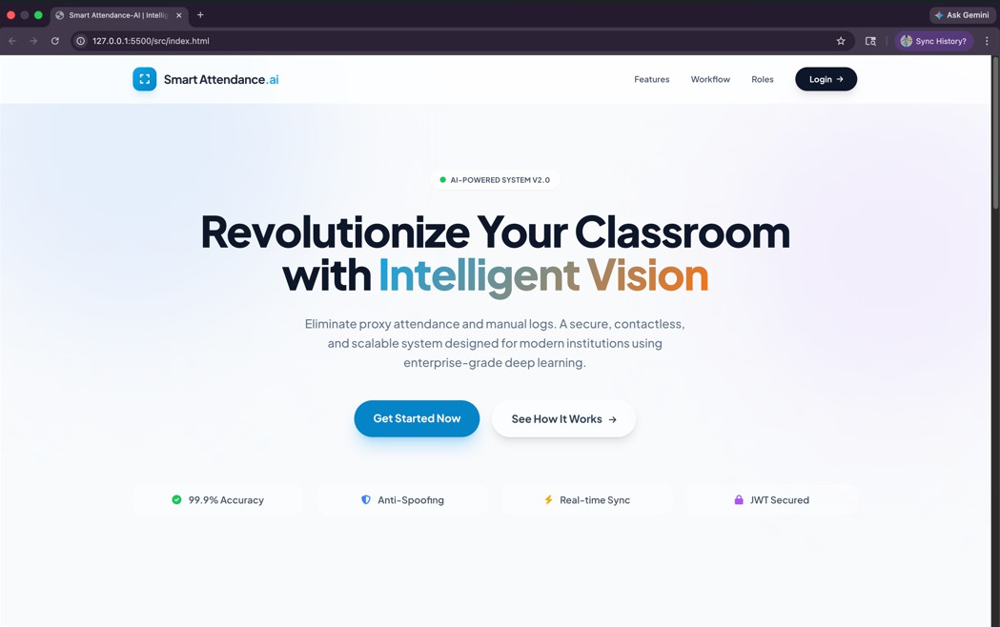 Smart Attendance-AI | Intellig
Ask Gemini
127.0.0.1:5500/src/index.html
Sync History?
Smart Attendance.ai
Features
Workflow
Roles
Login →
AI-POWERED SYSTEM V2.0
Revolutionize Your Classroom
with Intelligent Vision
Eliminate proxy attendance and manual logs. A secure, contactless,
and scalable system designed for modern institutions using
enterprise-grade deep learning.
Get Started Now
See How It Works →
99.9% Accuracy
Anti-Spoofing
Real-time Sync
JWT Secured